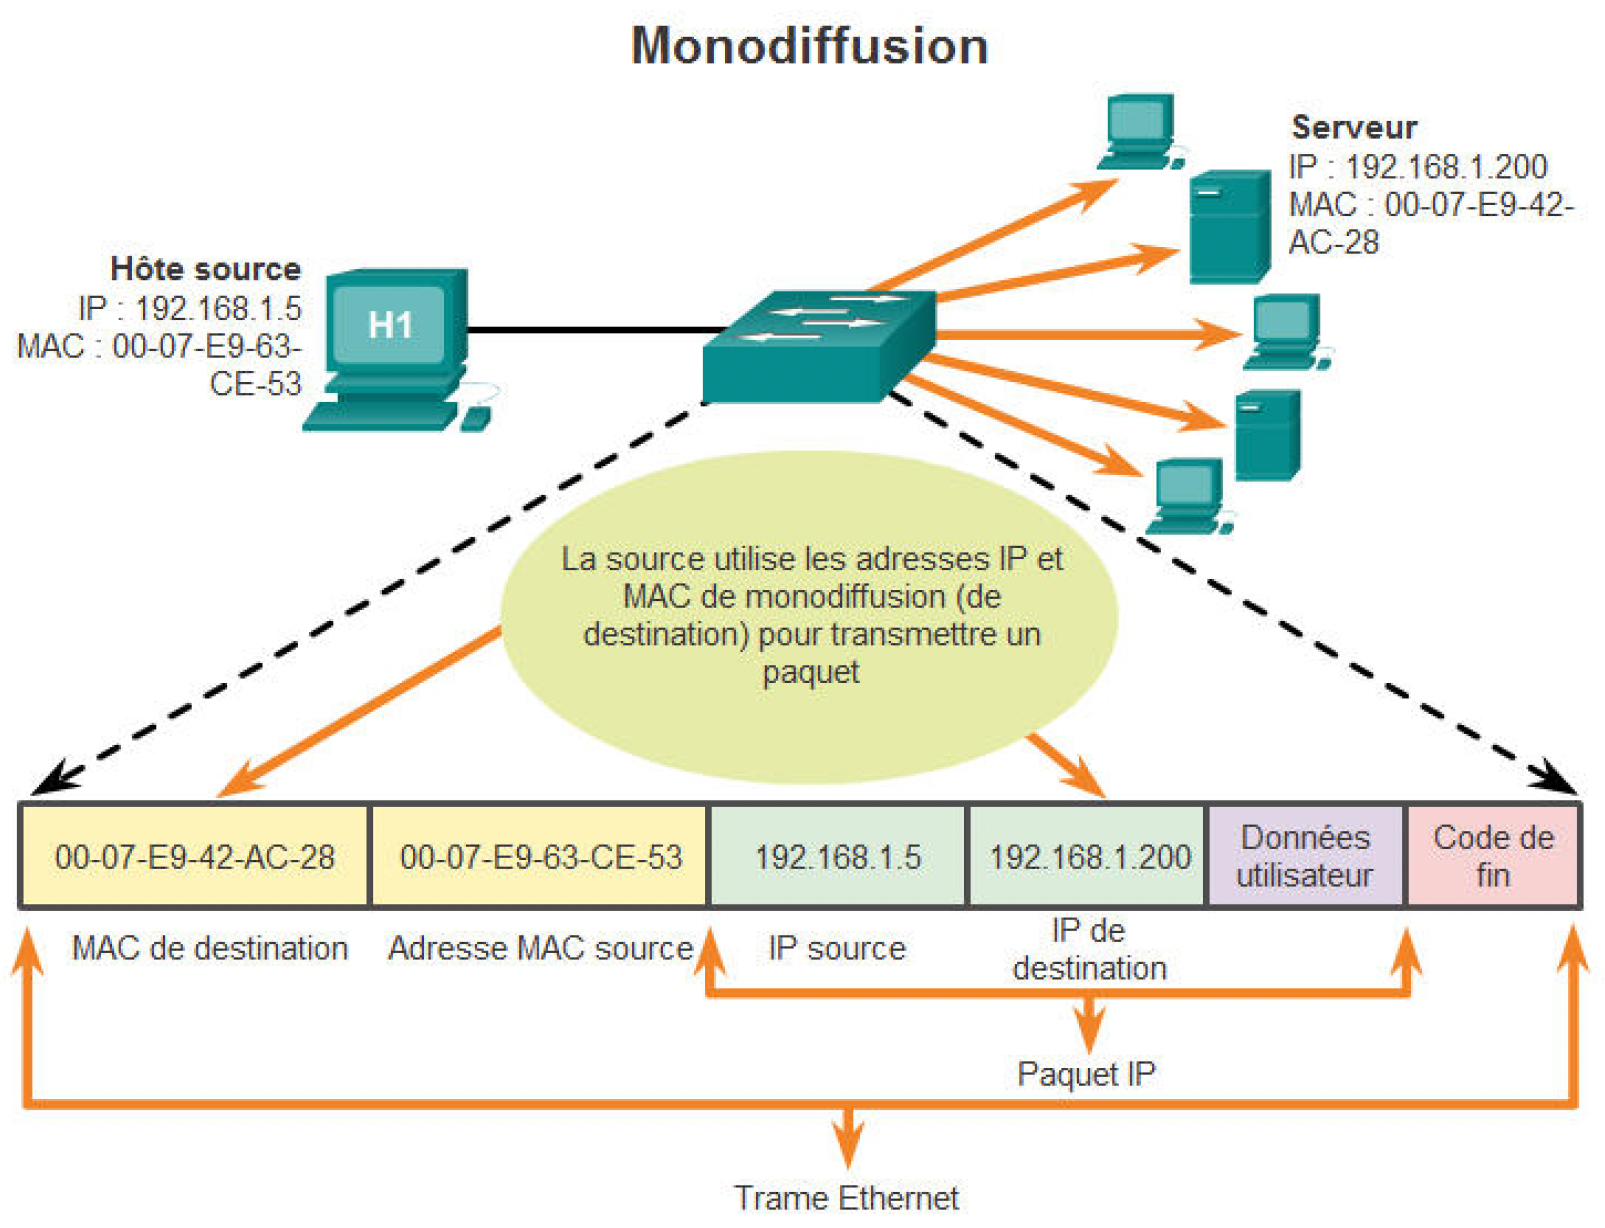 Monodiffusion
Serveur
IP : 192.168.1.200
MAC : 00-07-E9-42-
AC-28
Hôte source
IP : 192.168.1.5
MAC : 00-07-E9-63-
CE-53
H1
La source utilise les adresses IP et
MAC de monodiffusion (de
destination) pour transmettre un
paquet
00-07-E9-42-AC-28
00-07-E9-63-CE-53
192.168.1.5
192.168.1.200
Données
utilisateur
Code de
fin
MAC de destination
Adresse MAC source
IP source
IP de
destination
Paquet IP
Trame Ethernet